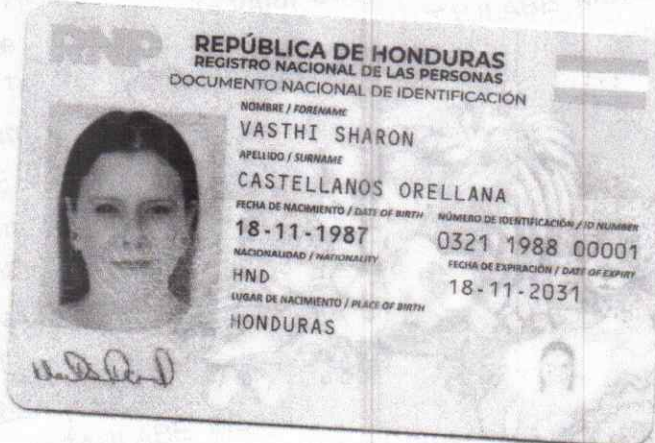 RNP
REPÚBLICA DE HONDURAS
REGISTRO NACIONAL DE LAS PERSONAS
DOCUMENTO NACIONAL DE IDENTIFICACIÓN
NOMBRE / FORENAME
VASTHI SHARON
APELLIDO / SURNAME
CASTELLANOS ORELLANA
FECHA DE NACIMIENTO / DATE OF BIRTH NÚMERO DE IDENTIFICACIÓN / ID NUMBER
18-11-1987 0321 1988 00001
NACIONALIDAD / NATIONALITY FECHA DE EXPIRACIÓN / DATE OF EXPIRY
HND 18-11-2031
LUGAR DE NACIMIENTO / PLACE OF BIRTH
HONDURAS